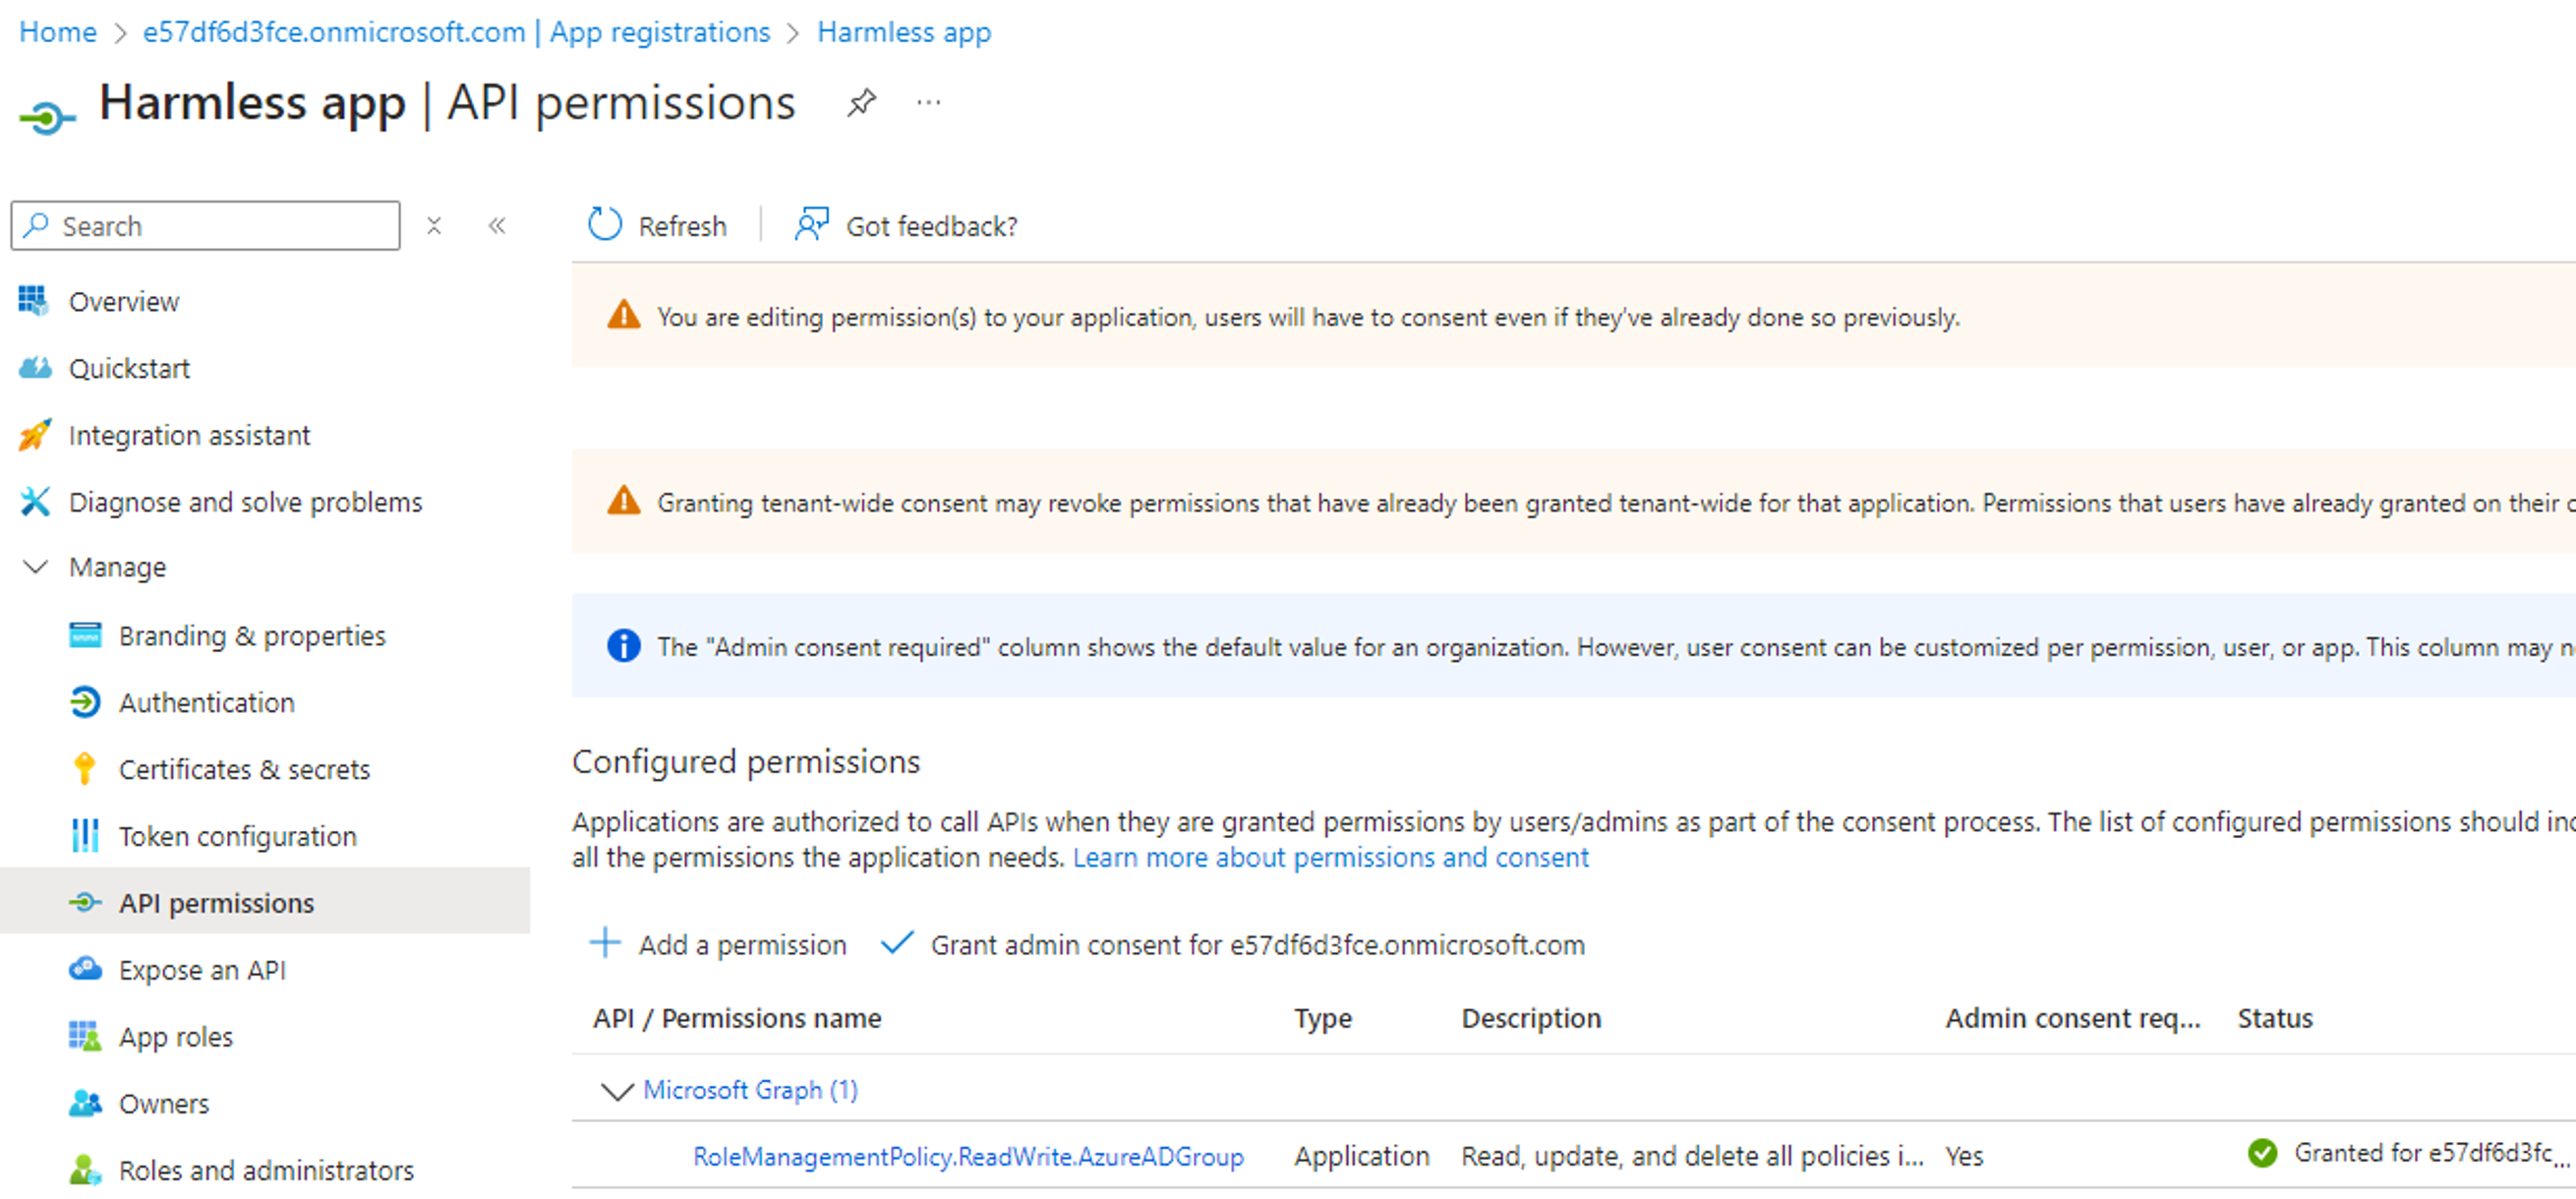 Home > e57df6d3fce.onmicrosoft.com | App registrations > Harmless app
Harmless app | API permissions ...
Search
Refresh
Got feedback?
Overview
Quickstart
Integration assistant
Diagnose and solve problems
Manage
Branding & properties
Authentication
Certificates & secrets
Token configuration
API permissions
Expose an API
App roles
Owners
Roles and administrators
You are editing permission(s) to your application, users will have to consent even if they've already done so previously.
Granting tenant-wide consent may revoke permissions that have already been granted tenant-wide for that application. Permissions that users have already granted on their
The "Admin consent required" column shows the default value for an organization. However, user consent can be customized per permission, user, or app. This column may
Configured permissions
Applications are authorized to call APIs when they are granted permissions by users/admins as part of the consent process. The list of configured permissions should
all the permissions the application needs. Learn more about permissions and consent
Add a permission
Grant admin consent for e57df6d3fce.onmicrosoft.com
API / Permissions name Type Description Admin consent req... Status
Microsoft Graph (1)
RoleManagementPolicy.ReadWrite.AzureADGroup Application Read, update, and delete all policies i... Yes Granted for e57df6d3fc...